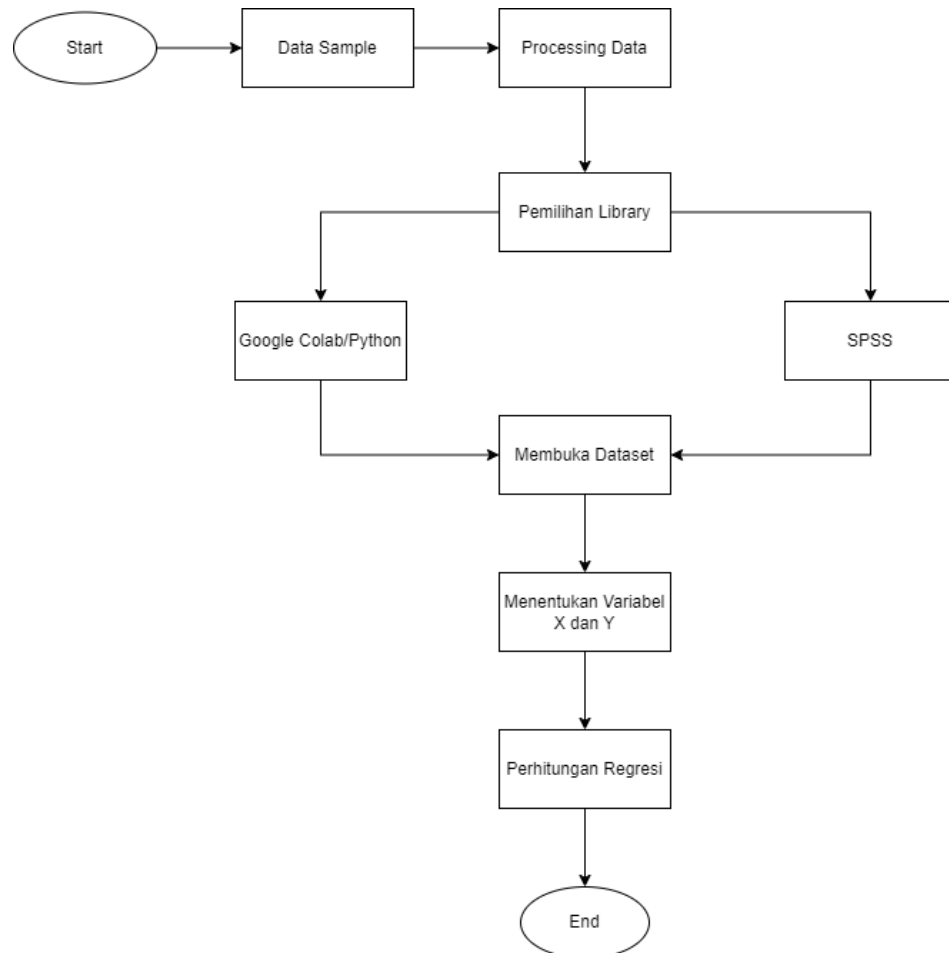 Start
Data Sample
Processing Data
Pemilihan Library
Google Colab/Python
SPSS
Membuka Dataset
Menentukan Variabel
X dan Y
Perhitungan Regresi
End